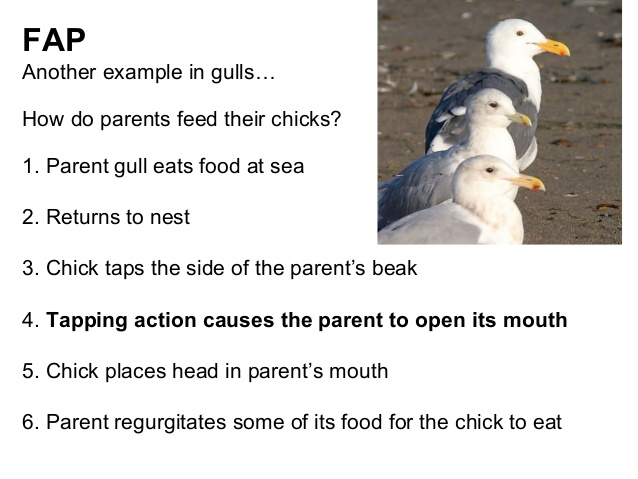 FAP
Another example in gulls…
How do parents feed their chicks?
1. Parent gull eats food at sea
2. Returns to nest
3. Chick taps the side of the parent’s beak
4. Tapping action causes the parent to open its mouth
5. Chick places head in parent’s mouth
6. Parent regurgitates some of its food for the chick to eat